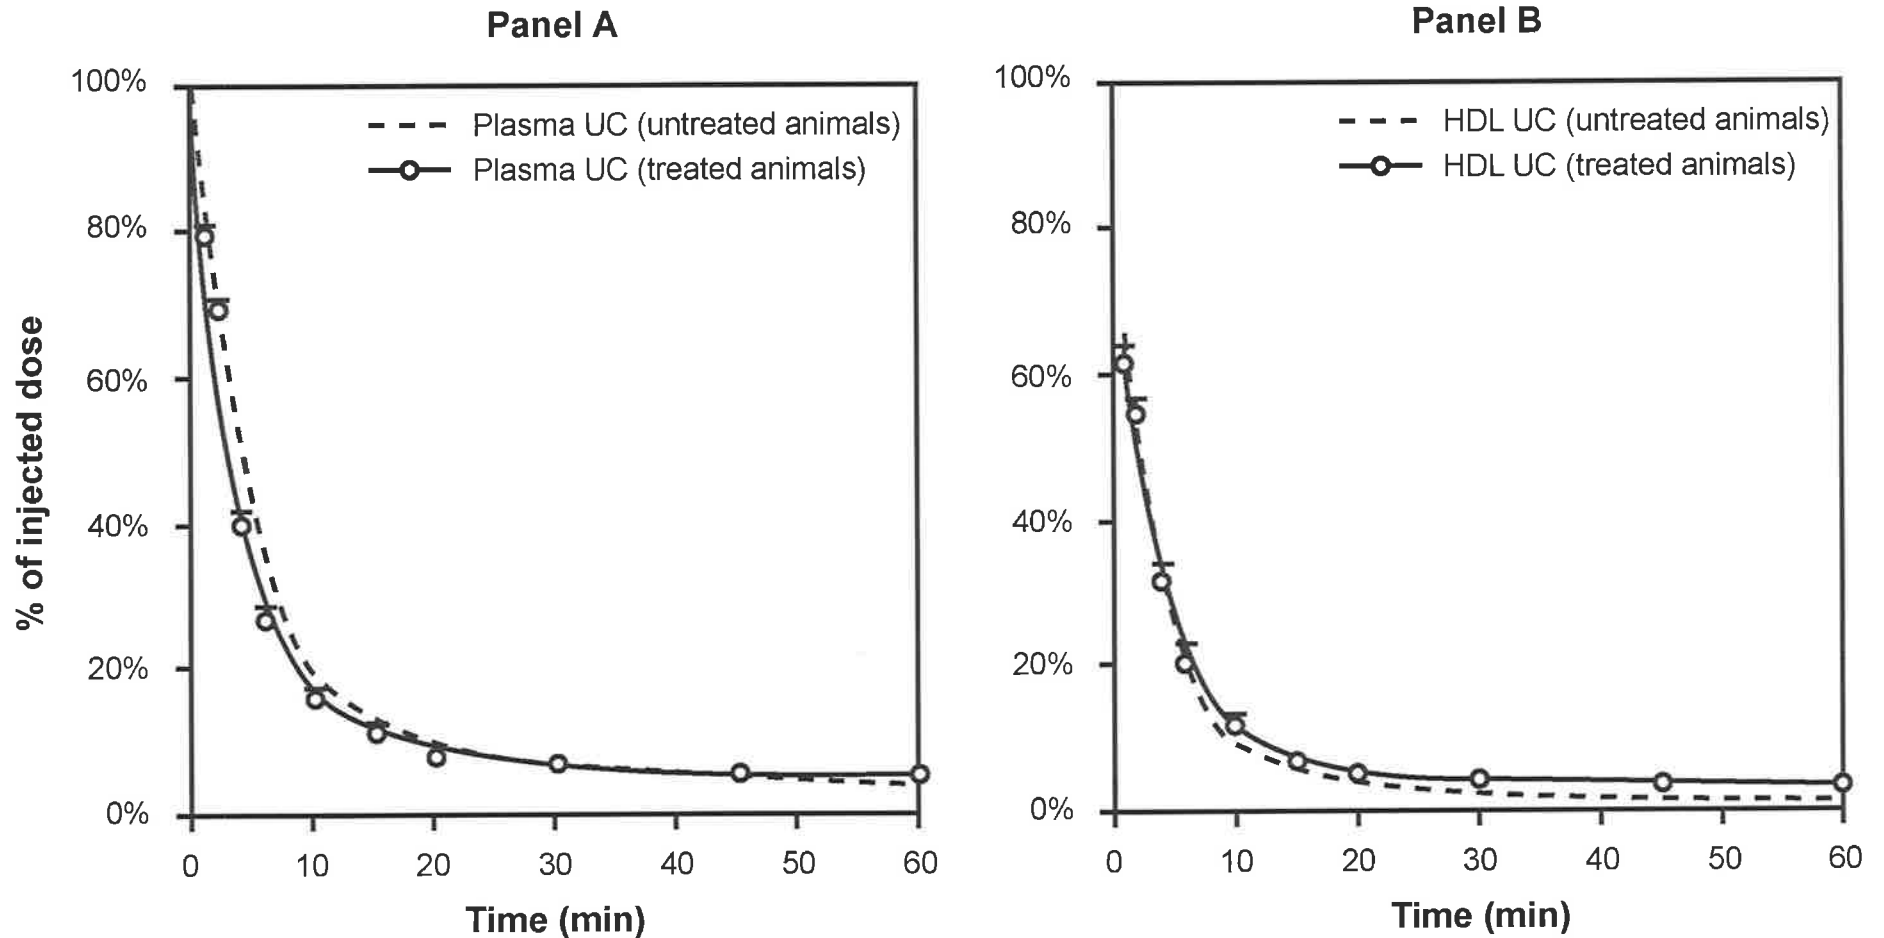 Panel A
100%
80%
60%
40%
20%
0%
% of injected dose
Plasma UC (untreated animals)
Plasma UC (treated animals)
0 10 20 30 40 50 60
Time (min)
Panel B
100%
80%
60%
40%
20%
0%
HDL UC (untreated animals)
HDL UC (treated animals)
0 10 20 30 40 50 60
Time (min)